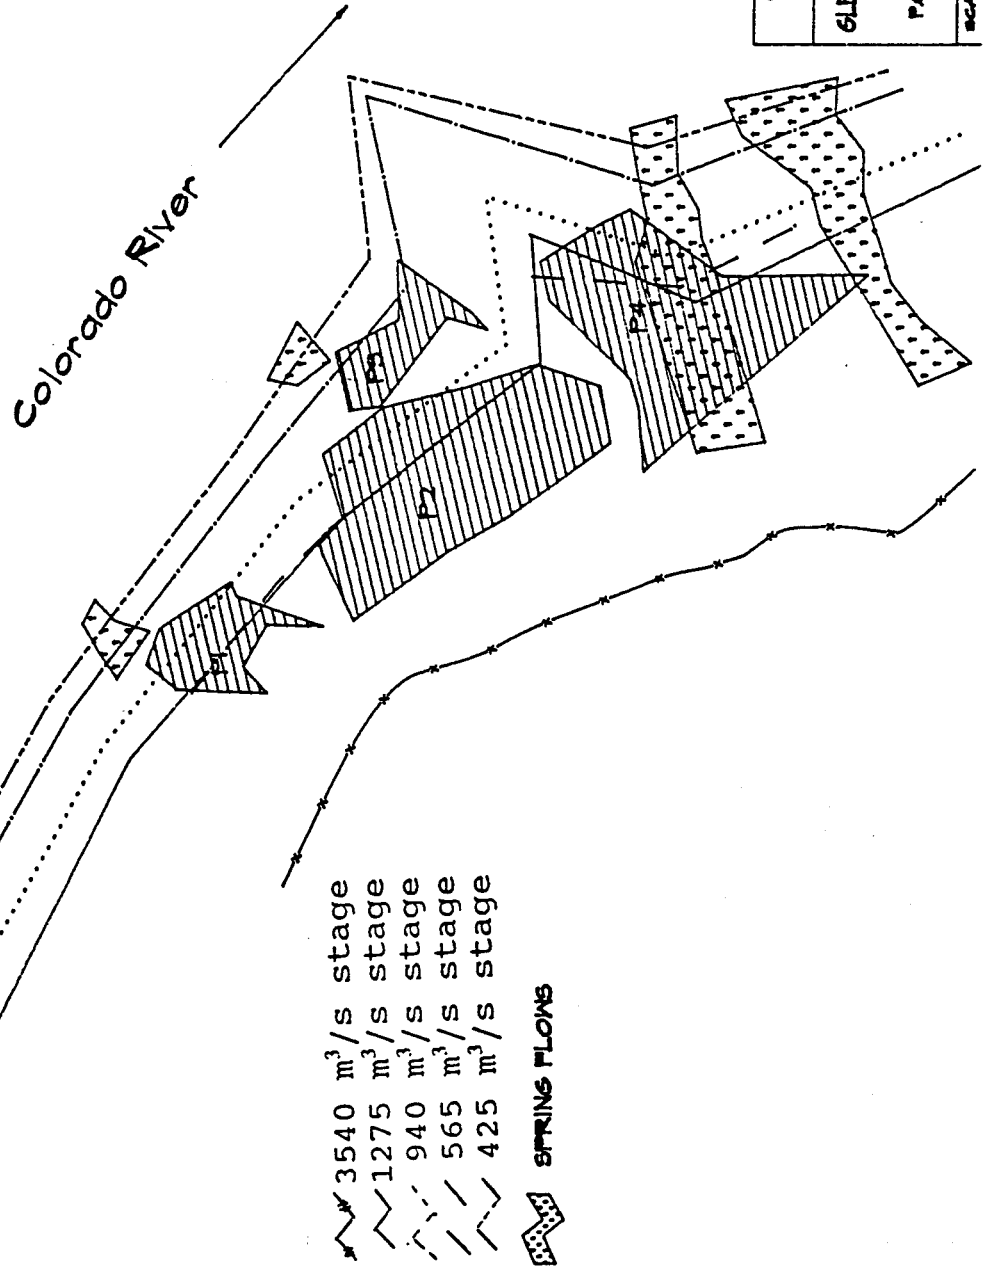 Colorado River
P1
P2
P3
P4
3540 m³/s stage
1275 m³/s stage
940 m³/s stage
565 m³/s stage
425 m³/s stage
SPRING FLOWS